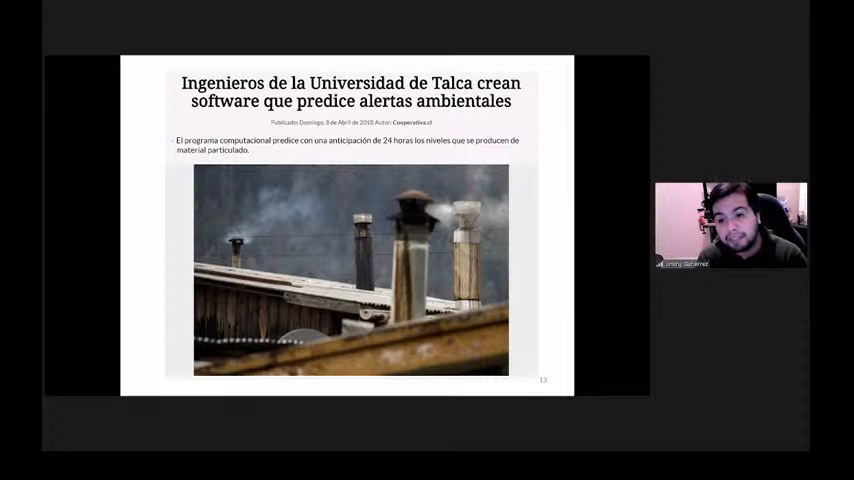 Ingenieros de la Universidad de Talca crean
software que predice alertas ambientales
Publicado: Domingo, 8 de Abril de 2018 Autor: Cooperativa.cl
El programa computacional predice con una anticipación de 24 horas los niveles que se producen de
material particulado.
13
Gutiérrez